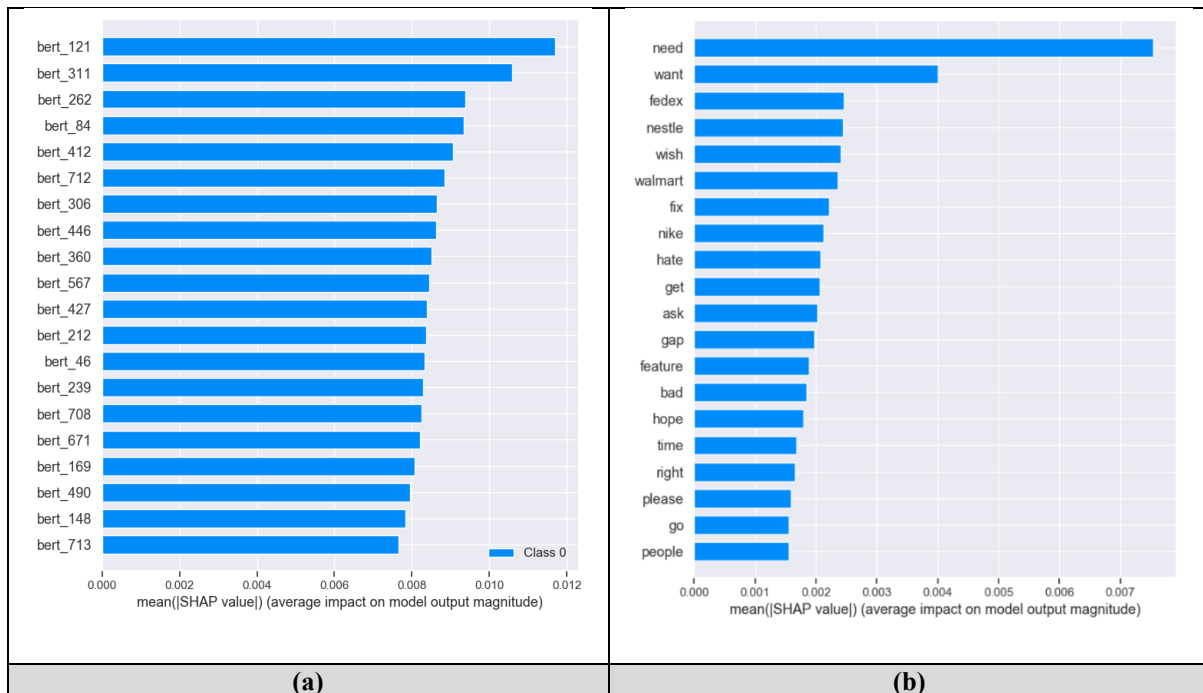 bert_121
bert_311
bert_262
bert_84
bert_412
bert_712
bert_306
bert_446
bert_360
bert_567
bert_427
bert_212
bert_46
bert_239
bert_708
bert_671
bert_169
bert_490
bert_148
bert_713
Class 0
0.000 0.002 0.004 0.006 0.008 0.010 0.012
mean(|SHAP value|) (average impact on model output magnitude)
(a)
need
want
fedex
nestle
wish
walmart
fix
nike
hate
get
ask
gap
feature
bad
hope
time
right
please
go
people
0.000 0.001 0.002 0.003 0.004 0.005 0.006 0.007
mean(|SHAP value|) (average impact on model output magnitude)
(b)